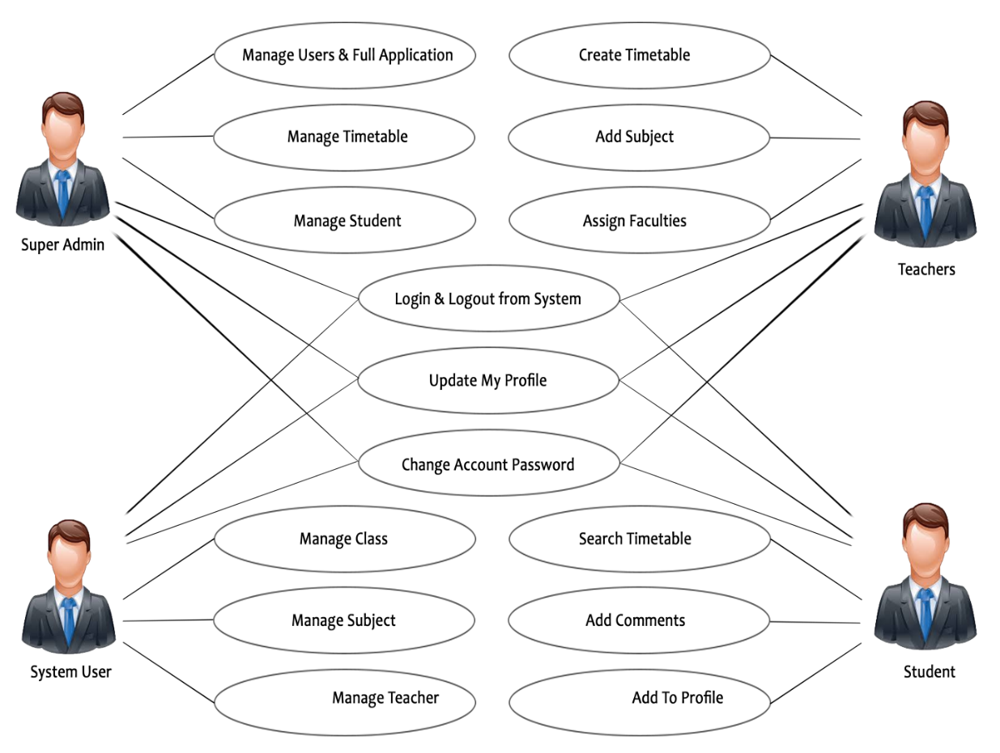 Manage Users & Full Application
Create Timetable
Manage Timetable
Add Subject
Manage Student
Assign Faculties
Super Admin
Teachers
Login & Logout from System
Update My Profile
Change Account Password
Manage Class
Search Timetable
Manage Subject
Add Comments
System User
Student
Manage Teacher
Add To Profile